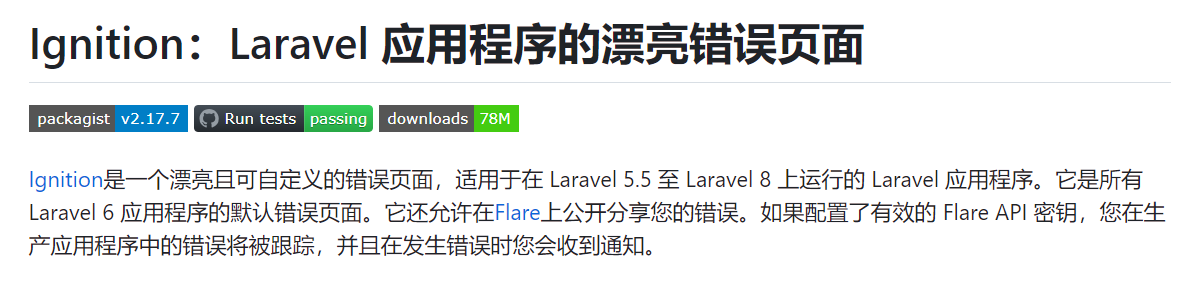 Ignition：Laravel 应用程序的漂亮错误页面
packagist v2.17.7 Run tests passing downloads 78M
Ignition是一个漂亮且可自定义的错误页面，适用于在 Laravel 5.5 至 Laravel 8 上运行的 Laravel 应用程序。它是所有
Laravel 6 应用程序的默认错误页面。它还允许在Flare上公开分享您的错误。如果配置了有效的 Flare API 密钥，您在生
产应用程序中的错误将被跟踪，并且在发生错误时您会收到通知。